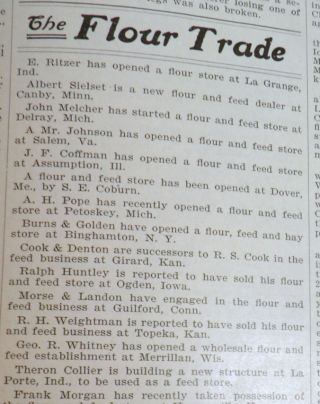 losing one of
was also broken.
The Flour Trade
E. Ritzer has opened a flour store at La Grange,
Ind.
Albert Sielset is a new flour and feed dealer at
Canby, Minn.
John Melcher has started a flour and feed store at
Delray, Mich.
A Mr. Johnson has opened a flour and feed store
at Salem, Va.
J. F. Coffman has opened a flour and feed store
at Assumption, Ill.
A flour and feed store has been opened at Dover,
Me., by S. E. Coburn.
A. H. Pope has recently opened a flour and feed
store at Petoskey, Mich.
Burns & Golden have opened a flour, feed and hay
store at Binghamton, N. Y.
Cook & Denton are successors to R. S. Cook in the
feed business at Girard, Kan.
Ralph Huntley is reported to have sold his flour
and feed store at Ogden, Iowa.
Morse & Landon have engaged in the flour and
feed business at Guilford, Conn.
R. H. Weightman is reported to have sold his flour
and feed business at Topeka, Kan.
Geo. R. Whitney has opened a wholesale flour and
feed establishment at Merrillan, Wis.
Theron Collier is building a new structure at La
Porte, Ind., to be used as a feed store.
Frank Morgan has recently taken possession of